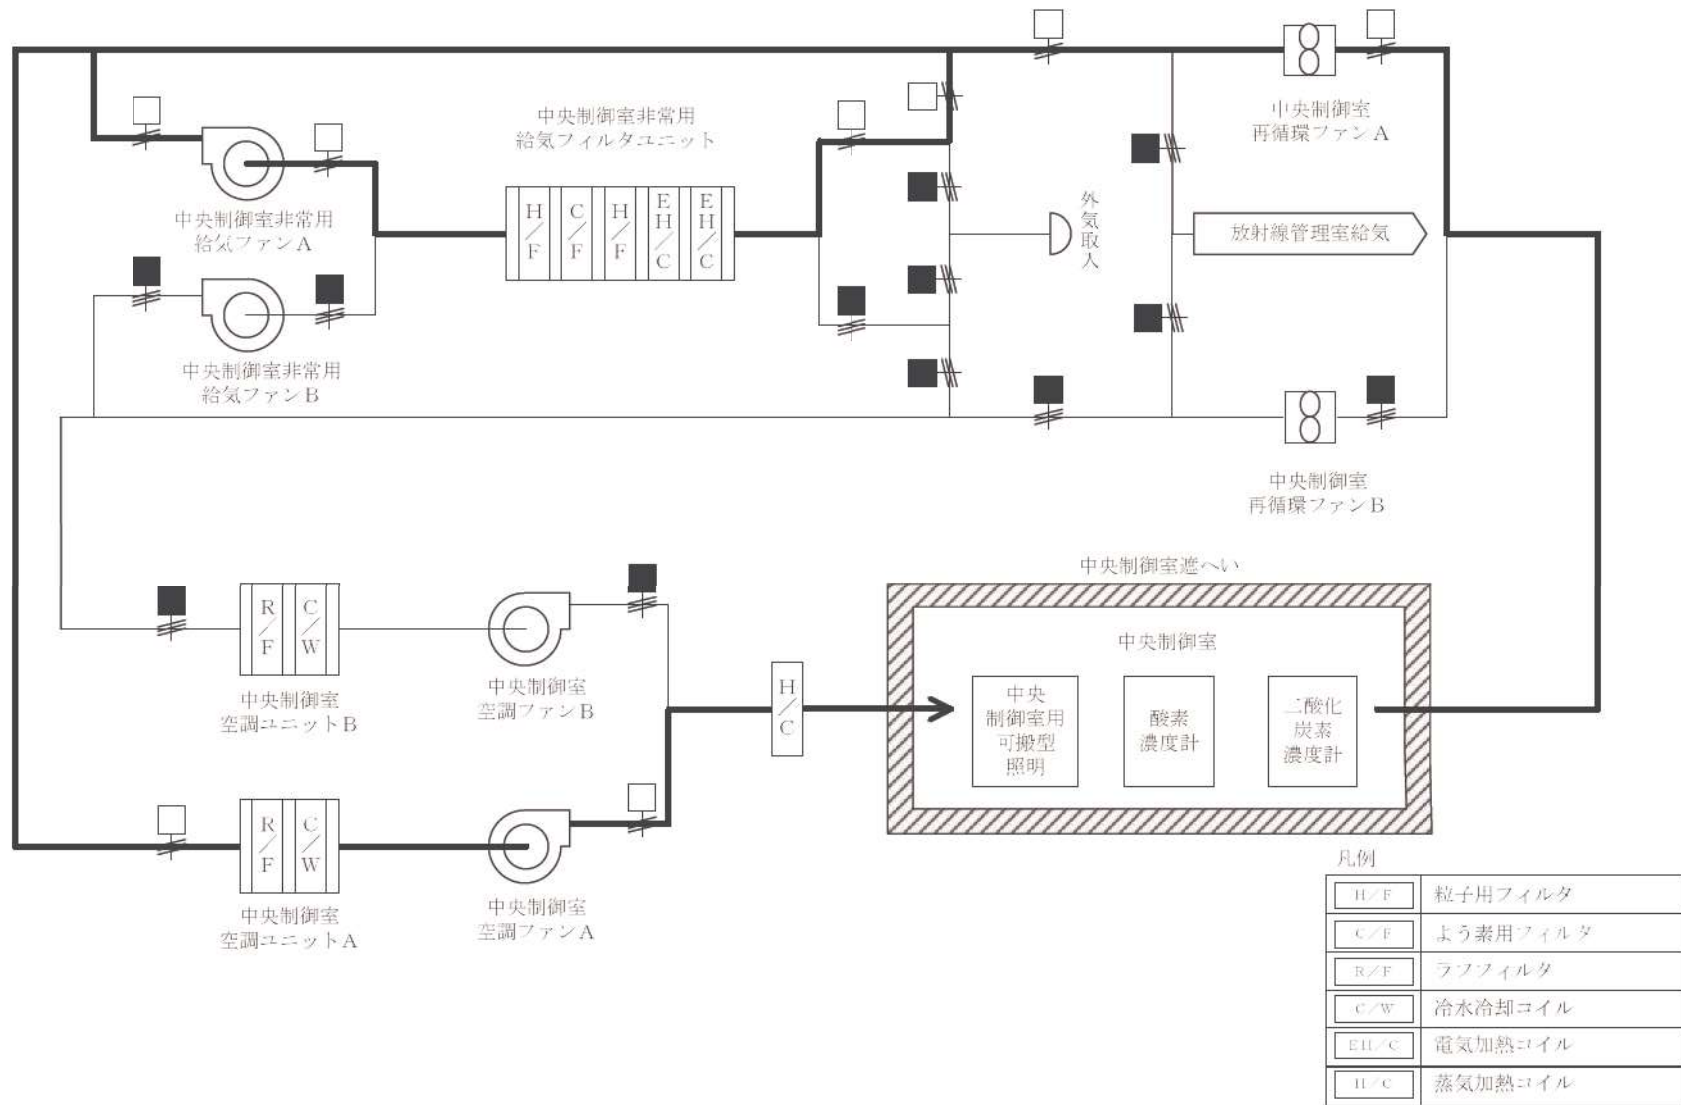 中央制御室非常用
給気フィルタユニット
中央制御室
再循環ファンA
中央制御室非常用
給気ファンA
H/F
C/F
H/F
EH/C
EH/C
外気取入
放射線管理室給気
中央制御室非常用
給気ファンB
中央制御室
再循環ファンB
中央制御室遮へい
R/F
C/W
中央制御室
空調ユニットB
中央制御室
空調ファンB
H/C
中央制御室
中央
制御室用
可搬型
照明
酸素
濃度計
二酸化
炭素
濃度計
R/F
C/W
中央制御室
空調ユニットA
中央制御室
空調ファンA
凡例
H/F 粒子用フィルタ
C/F よう素用フィルタ
R/F ラフフィルタ
C/W 冷水冷却コイル
EH/C 電気加熱コイル
H/C 蒸気加熱コイル